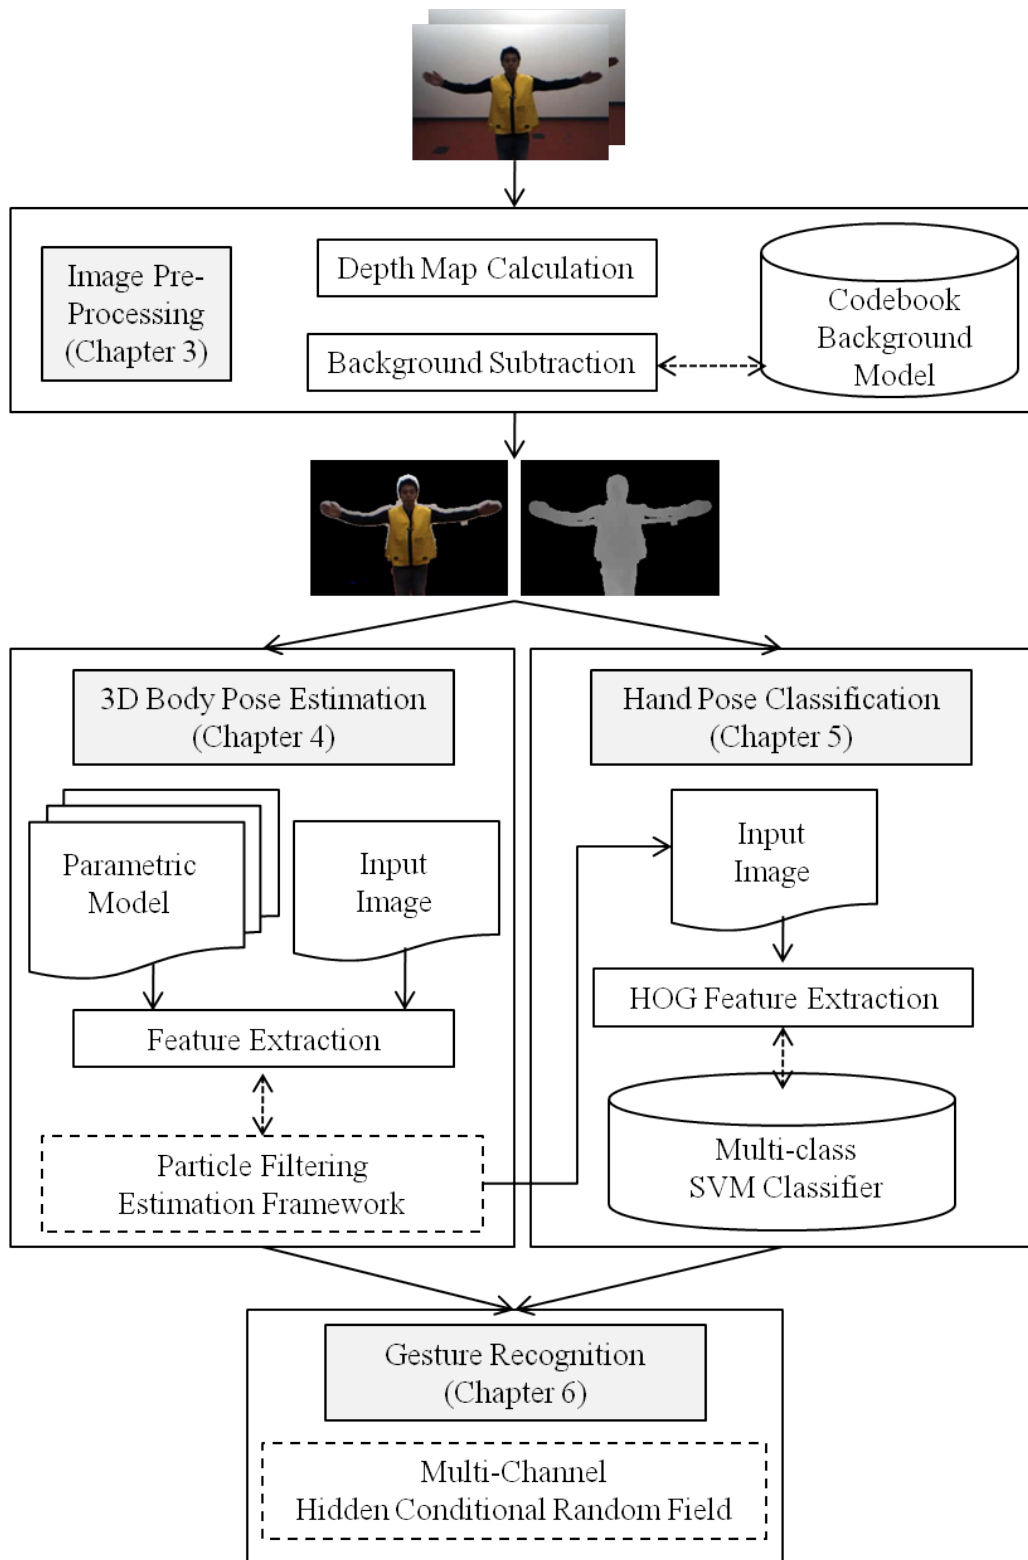 Image Pre-
Processing
(Chapter 3)
Depth Map Calculation
Background Subtraction
Codebook
Background
Model
3D Body Pose Estimation
(Chapter 4)
Parametric
Model
Input
Image
Feature Extraction
Particle Filtering
Estimation Framework
Hand Pose Classification
(Chapter 5)
Input
Image
HOG Feature Extraction
Multi-class
SVM Classifier
Gesture Recognition
(Chapter 6)
Multi-Channel
Hidden Conditional Random Field